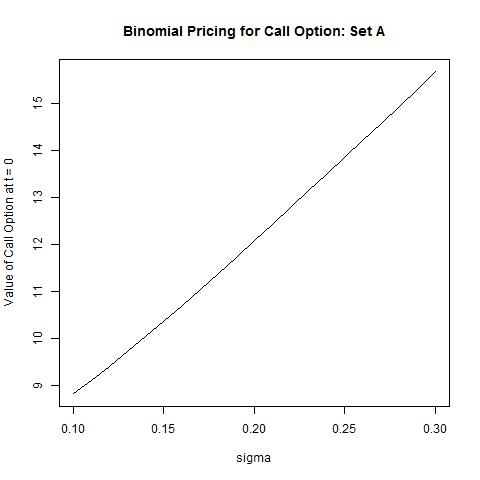 Binomial Pricing for Call Option: Set A
Value of Call Option at t = 0
15
14
13
12
11
10
9
0.10 0.15 0.20 0.25 0.30
sigma